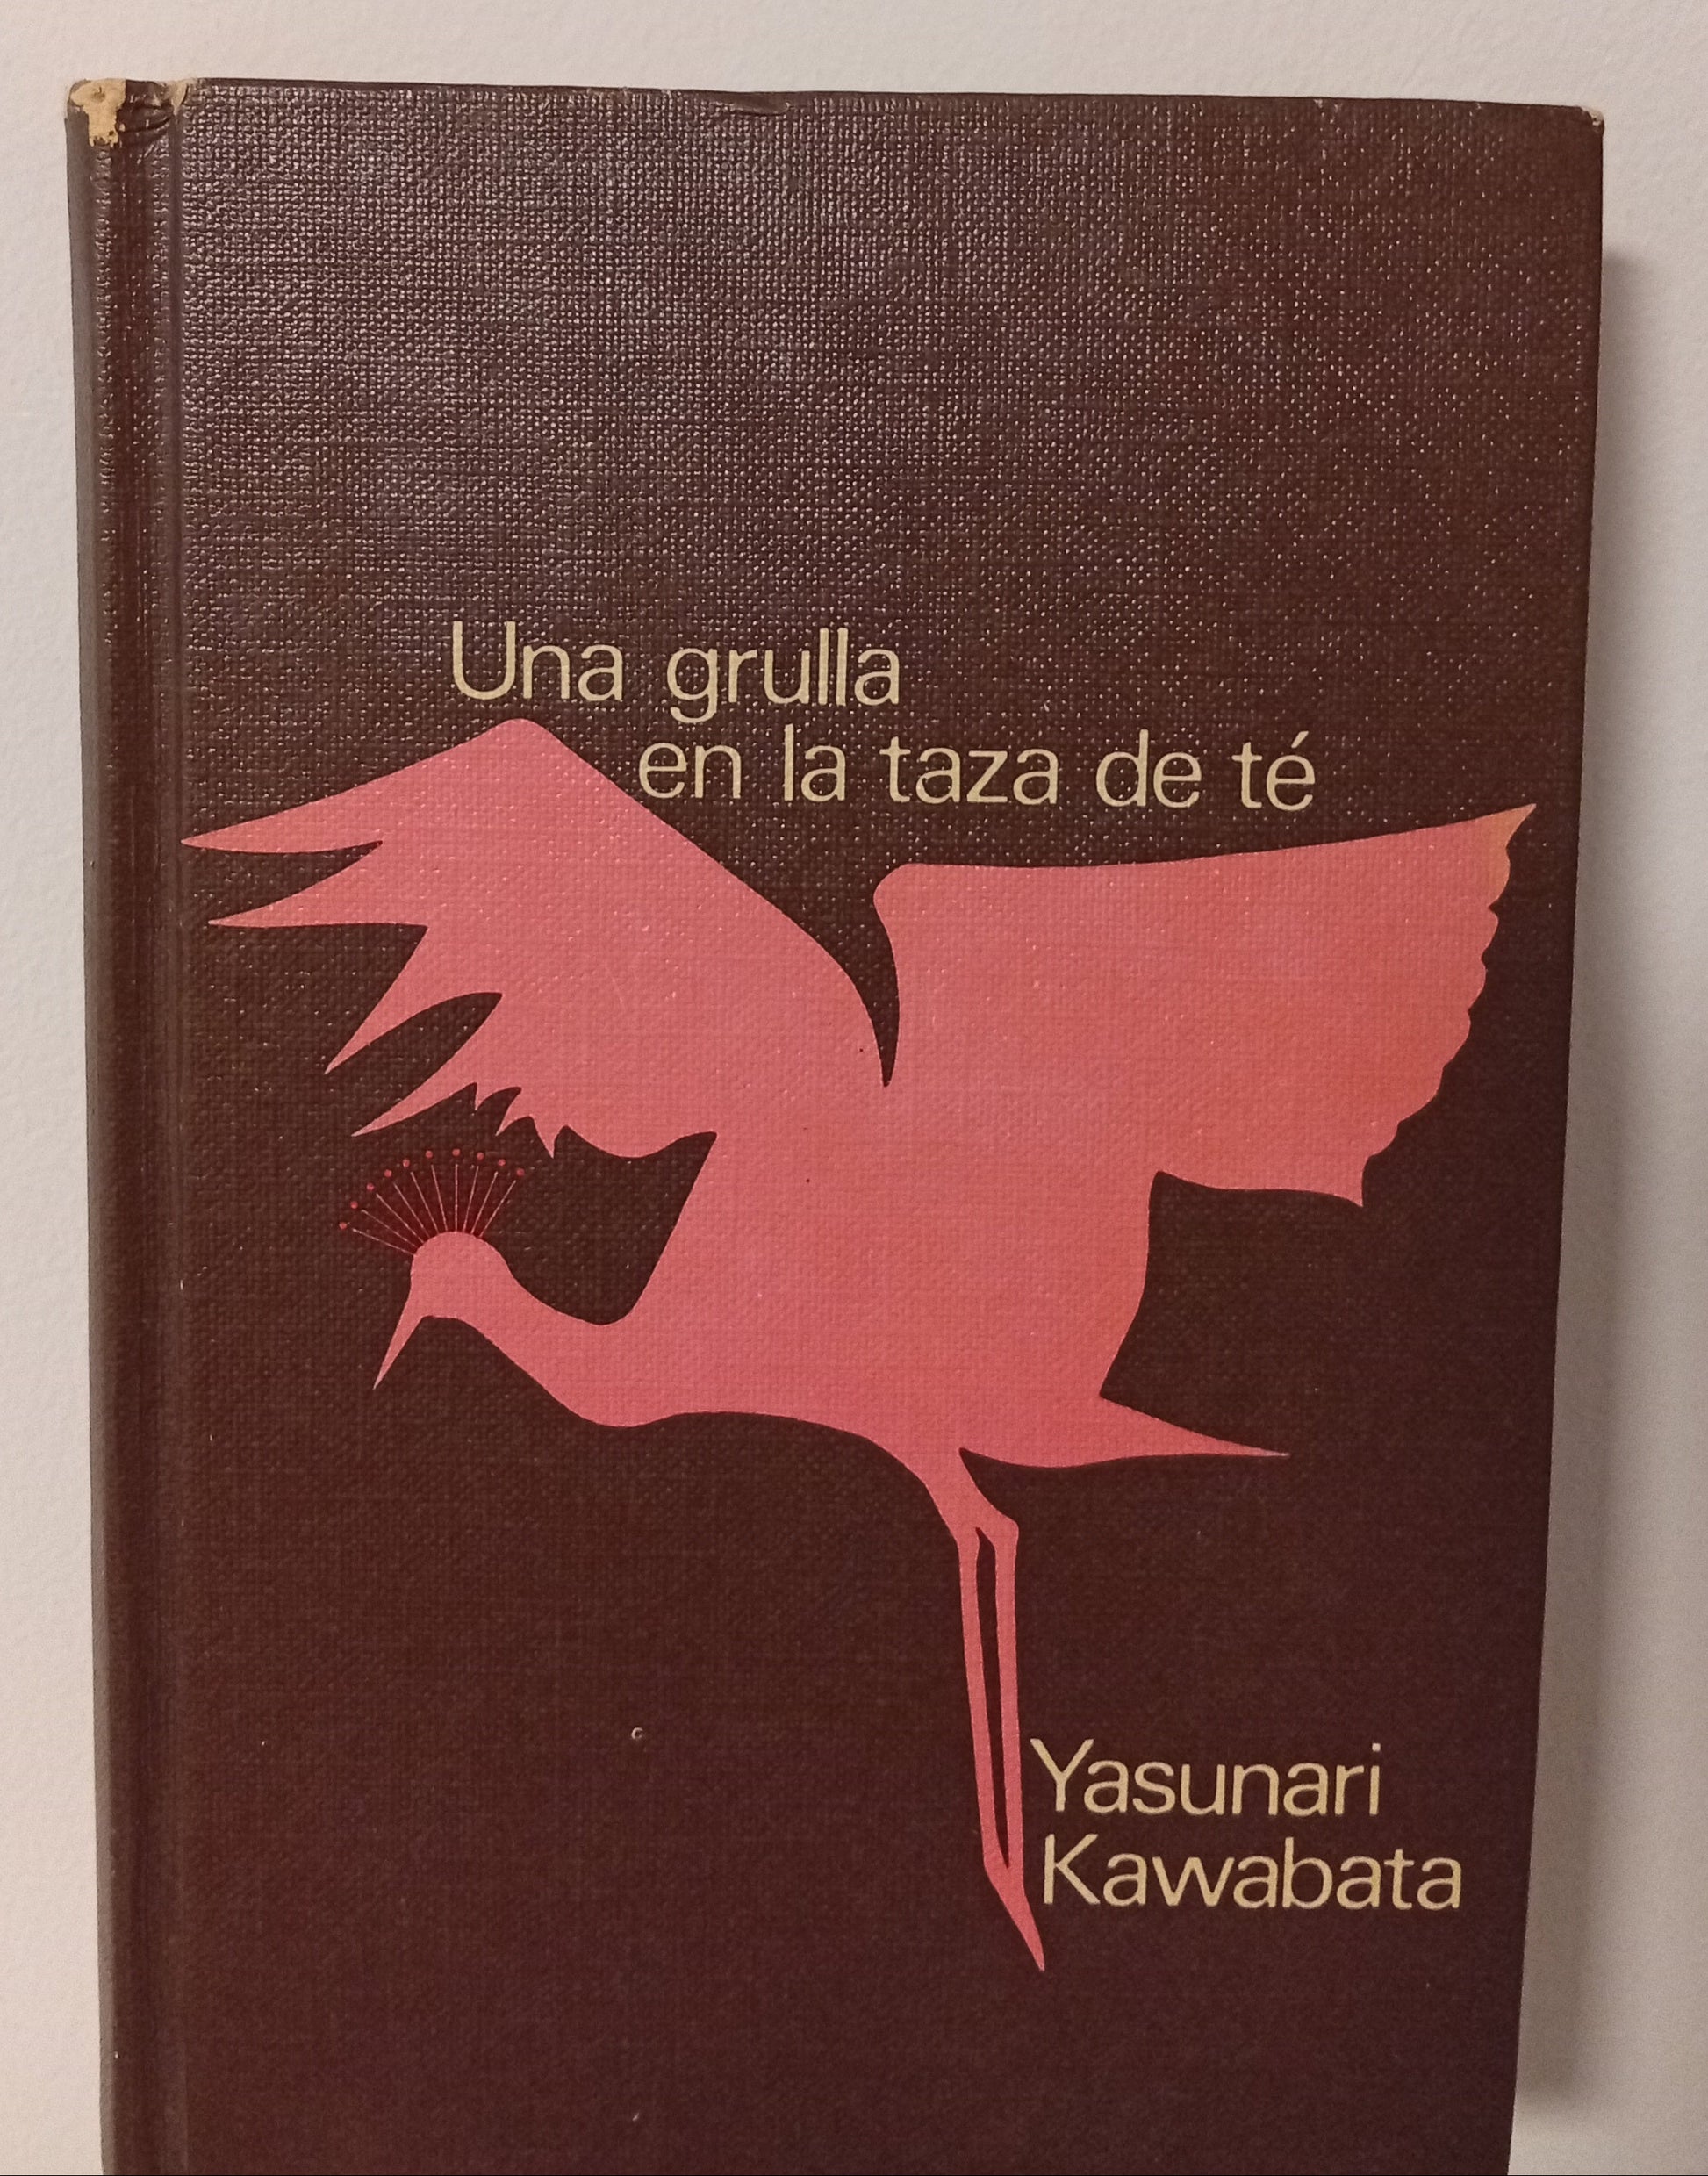 Una grulla
en la taza de té
Yasunari
Kawabata